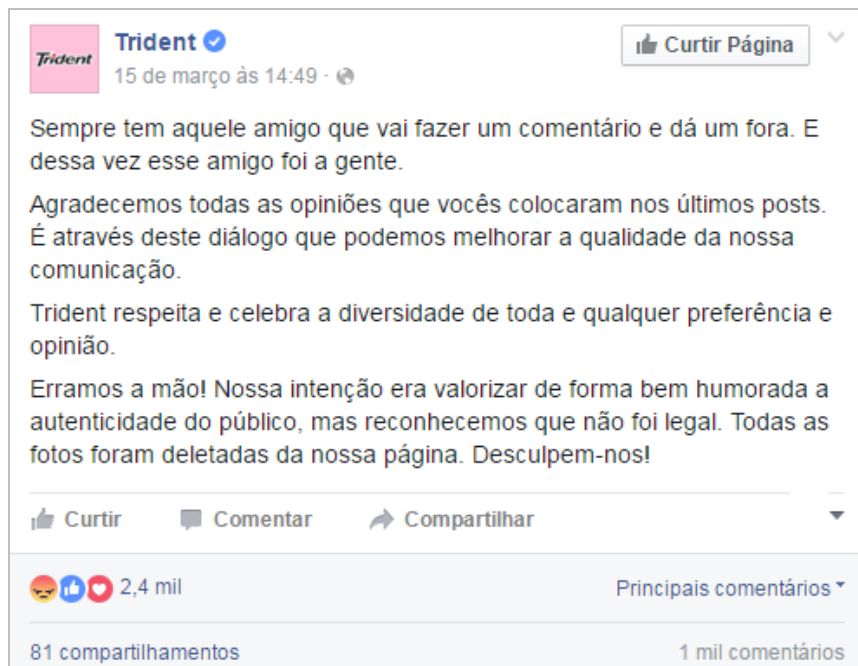 Trident
Trident
Curtir Página
15 de março às 14:49 ·
Sempre tem aquele amigo que vai fazer um comentário e dá um fora. E
dessa vez esse amigo foi a gente.
Agradecemos todas as opiniões que vocês colocaram nos últimos posts.
É através deste diálogo que podemos melhorar a qualidade da nossa
comunicação.
Trident respeita e celebra a diversidade de toda e qualquer preferência e
opinião.
Erramos a mão! Nossa intenção era valorizar de forma bem humorada a
autenticidade do público, mas reconhecemos que não foi legal. Todas as
fotos foram deletadas da nossa página. Desculpem-nos!
Curtir Comentar Compartilhar
2,4 mil Principais comentários
81 compartilhamentos 1 mil comentários